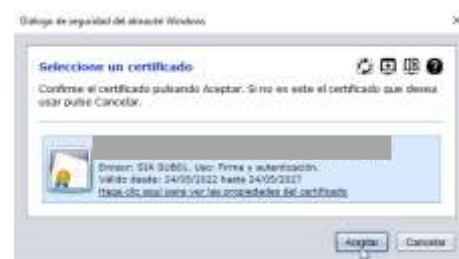 Diálogo de seguridad del almacén Windows
Seleccione un certificado
Confirme el certificado pulsando Aceptar. Si no es este el certificado que desea
usar pulse Cancelar.
Emisor: SIA SUB01. Uso: Firma y autenticación.
Válido desde: 24/05/2022 hasta 24/05/2027
Haga clic aquí para ver las propiedades del certificado
Aceptar
Cancelar